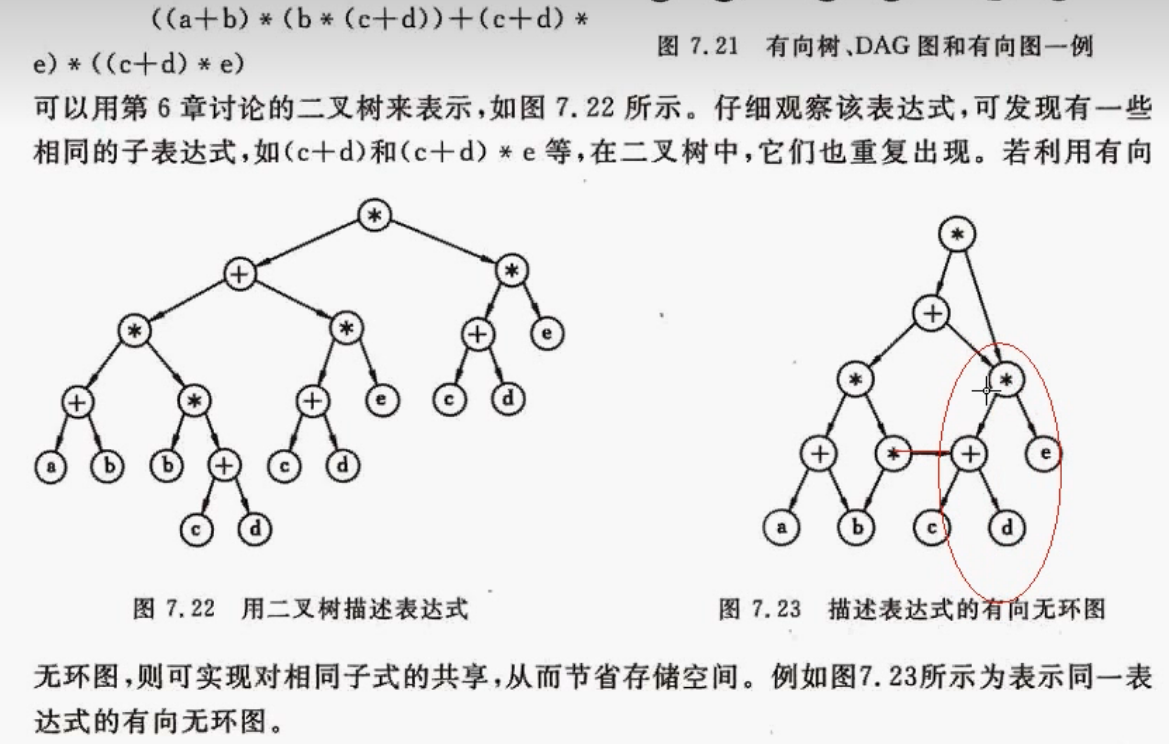 ((a+b)*(b*(c+d))+(c+d)*
e)*((c+d)*e)
图 7.21 有向树、DAG 图和有向图一例
可以用第 6 章讨论的二叉树来表示,如图 7.22 所示。仔细观察该表达式,可发现有一些
相同的子表达式,如(c+d)和(c+d)*e 等,在二叉树中,它们也重复出现。若利用有向
*
+ *
* * + e
+ * + e c d
a b b + c d
c d
图 7.22 用二叉树描述表达式
*
+
* *
+ * + e
a b c d
图 7.23 描述表达式的有向无环图
无环图,则可实现对相同子式的共享,从而节省存储空间。例如图7.23所示为表示同一表
达式的有向无环图。